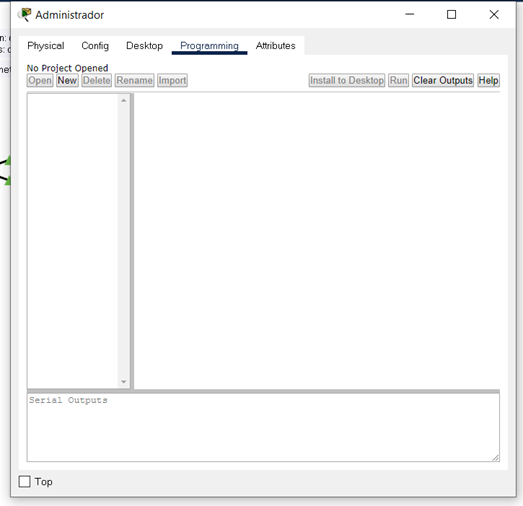 Administrador
Physical Config Desktop Programming Attributes
No Project Opened
Open New Delete Rename Import Install to Desktop Run Clear Outputs Help
Serial Outputs
Top